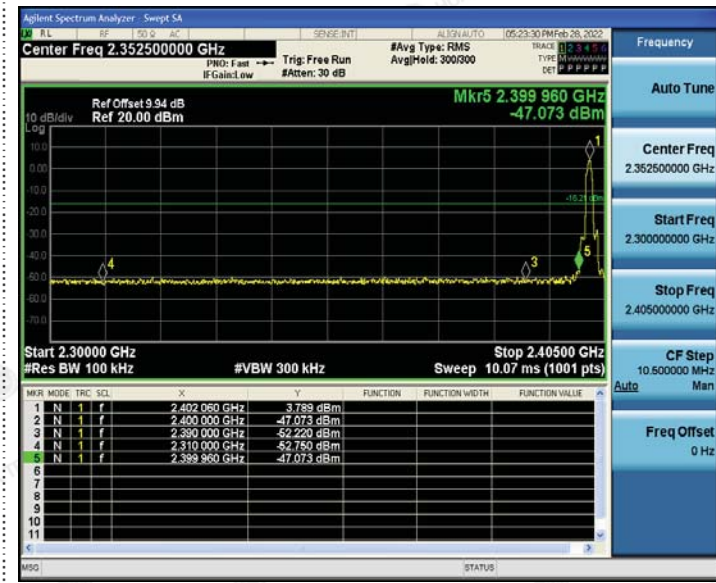 Agilent Spectrum Analyzer - Swept SA
RL RF 50 Ω AC SENSE:INT ALIGNAUTO 05:23:30 PM Feb 28, 2022
Center Freq 2.352500000 GHz
PNO: Fast
IFGain:Low
Trig: Free Run
#Atten: 30 dB
#Avg Type: RMS
Avg|Hold: 300/300
TRACE 1 2 3 4 5 6
TYPE M
DET P P P P P P
Frequency
Auto Tune
Center Freq
2.352500000 GHz
Start Freq
2.300000000 GHz
Stop Freq
2.405000000 GHz
CF Step
10.500000 MHz
Auto Man
Freq Offset
0 Hz
Mkr5 2.399 960 GHz
-47.073 dBm
Ref Offset 9.94 dB
10 dB/div Ref 20.00 dBm
Log
10.0
0.00
-10.0
-20.0
-30.0
-40.0
-50.0
-60.0
-70.0
-16.21 dBm
1
3
4
5
Start 2.30000 GHz Stop 2.40500 GHz
#Res BW 100 kHz #VBW 300 kHz Sweep 10.07 ms (1001 pts)
MKR MODE TRC SCL X Y FUNCTION FUNCTION WIDTH FUNCTION VALUE
1 N 1 f 2.402 060 GHz 3.789 dBm
2 N 1 f 2.400 000 GHz -47.073 dBm
3 N 1 f 2.390 000 GHz -52.220 dBm
4 N 1 f 2.310 000 GHz -52.750 dBm
5 N 1 f 2.399 960 GHz -47.073 dBm
6
7
8
9
10
11
MSG STATUS